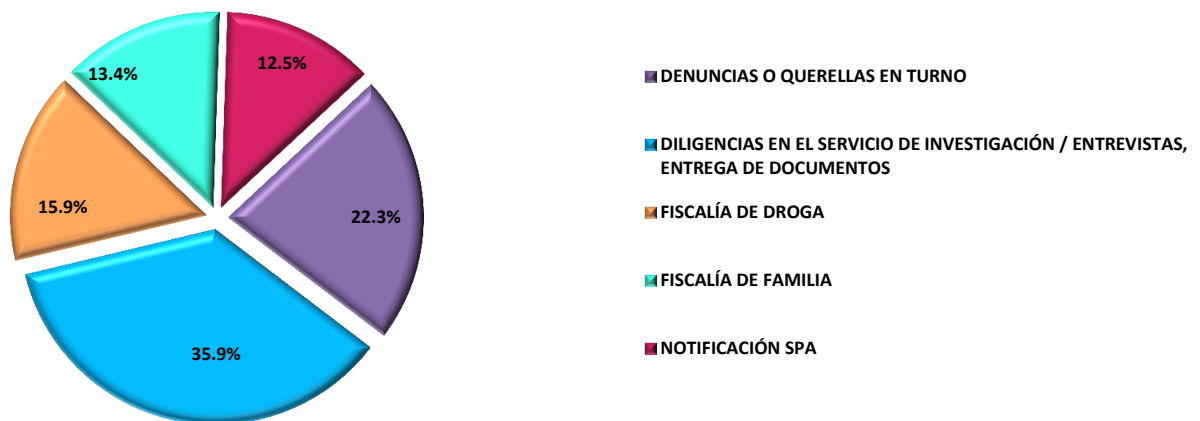 13.4%
12.5%
15.9%
22.3%
35.9%
DENUNCIAS O QUERELLAS EN TURNO
DILIGENCIAS EN EL SERVICIO DE INVESTIGACIÓN / ENTREVISTAS,
ENTREGA DE DOCUMENTOS
FISCALÍA DE DROGA
FISCALÍA DE FAMILIA
NOTIFICACIÓN SPA